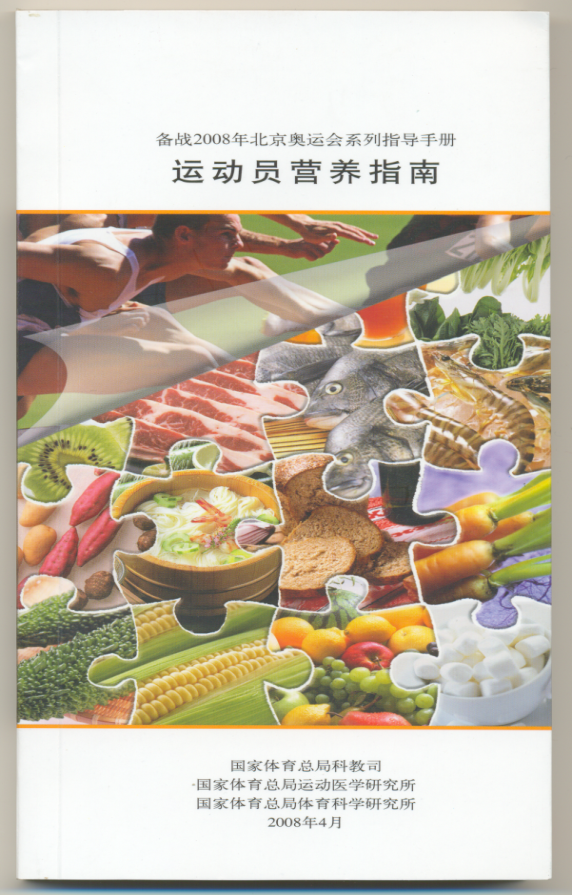 备战2008年北京奥运会系列指导手册
运动员营养指南
国家体育总局科教司
国家体育总局运动医学研究所
国家体育总局体育科学研究所
2008年4月